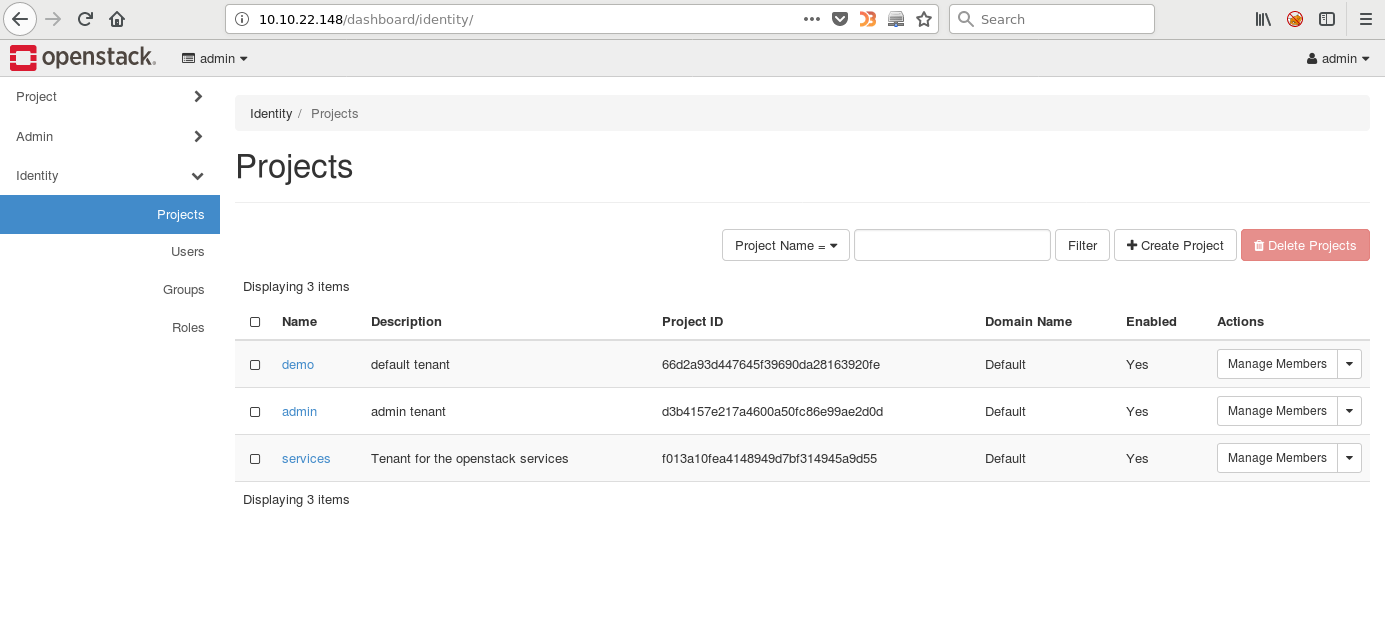 10.10.22.148/dashboard/identity/ Search
openstack. admin admin
Project
Admin
Identity
Projects
Users
Groups
Roles
Identity / Projects
Projects
Project Name = Filter Create Project Delete Projects
Displaying 3 items
Name Description Project ID Domain Name Enabled Actions
demo default tenant 66d2a93d447645f39690da28163920fe Default Yes Manage Members
admin admin tenant d3b4157e217a4600a50fc86e99ae2d0d Default Yes Manage Members
services Tenant for the openstack services f013a10fea4148949d7bf314945a9d55 Default Yes Manage Members
Displaying 3 items